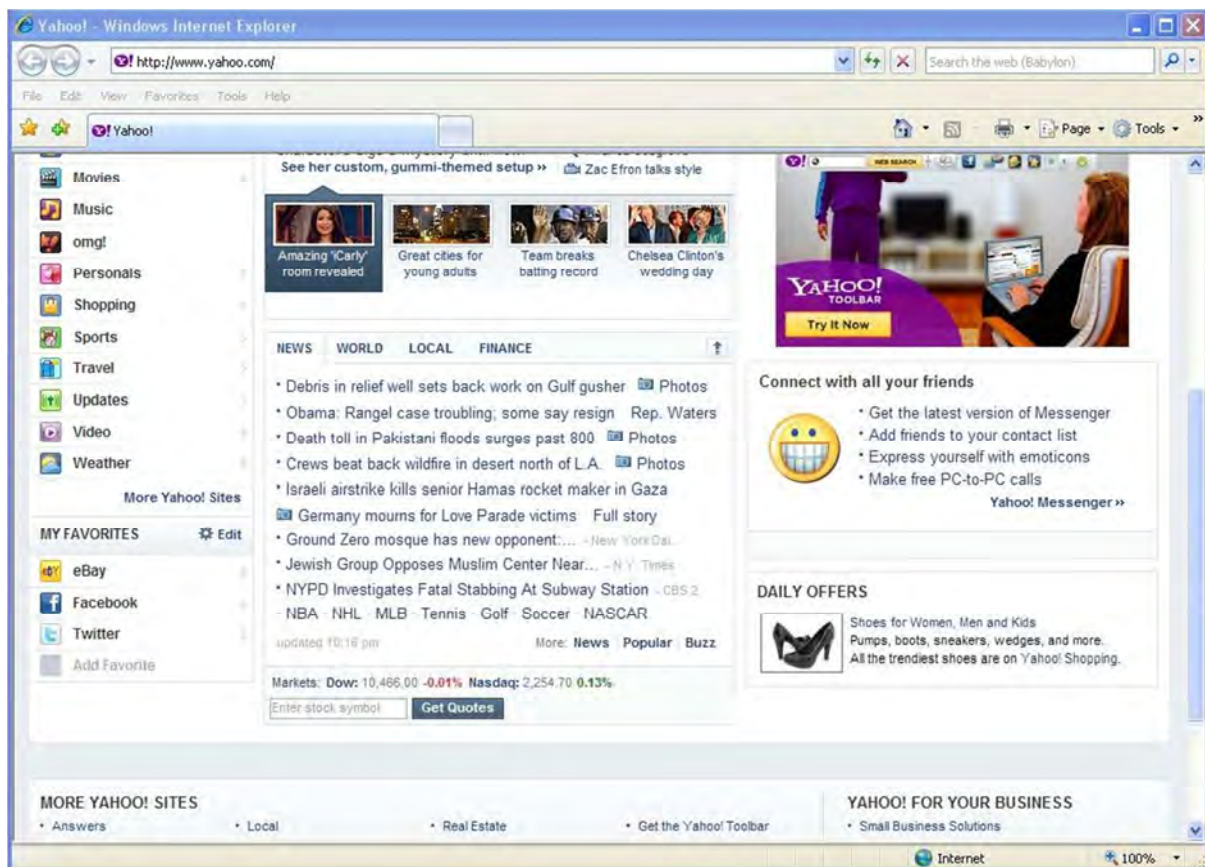 Yahoo! - Windows Internet Explorer
http://www.yahoo.com/
Search the web (Babylon)
File Edit View Favorites Tools Help
Yahoo!
Page Tools
Movies
Music
omg!
Personals
Shopping
Sports
Travel
Updates
Video
Weather
More Yahoo! Sites
MY FAVORITES Edit
eBay
Facebook
Twitter
Add Favorite
See her custom, gummi-themed setup »
Zac Efron talks style
Amazing 'iCarly'
room revealed
Great cities for
young adults
Team breaks
batting record
Chelsea Clinton's
wedding day
NEWS WORLD LOCAL FINANCE
• Debris in relief well sets back work on Gulf gusher Photos
• Obama: Rangel case troubling; some say resign Rep. Waters
• Death toll in Pakistani floods surges past 800 Photos
• Crews beat back wildfire in desert north of L.A. Photos
• Israeli airstrike kills senior Hamas rocket maker in Gaza
Germany mourns for Love Parade victims Full story
• Ground Zero mosque has new opponent:... - New York Dai...
• Jewish Group Opposes Muslim Center Near... - N.Y. Times
• NYPD Investigates Fatal Stabbing At Subway Station - CBS 2
· NBA · NHL · MLB · Tennis · Golf · Soccer · NASCAR
updated 10:16 pm More: News Popular Buzz
Markets: Dow: 10,466.00 -0.01% Nasdaq: 2,254.70 0.13%
Enter stock symbol Get Quotes
WEB SEARCH
YAHOO!
TOOLBAR
Try It Now
Connect with all your friends
• Get the latest version of Messenger
• Add friends to your contact list
• Express yourself with emoticons
• Make free PC-to-PC calls
Yahoo! Messenger »
DAILY OFFERS
Shoes for Women, Men and Kids
Pumps, boots, sneakers, wedges, and more.
All the trendiest shoes are on Yahoo! Shopping.
MORE YAHOO! SITES
• Answers • Local • Real Estate • Get the Yahoo! Toolbar
YAHOO! FOR YOUR BUSINESS
• Small Business Solutions
Internet 100%